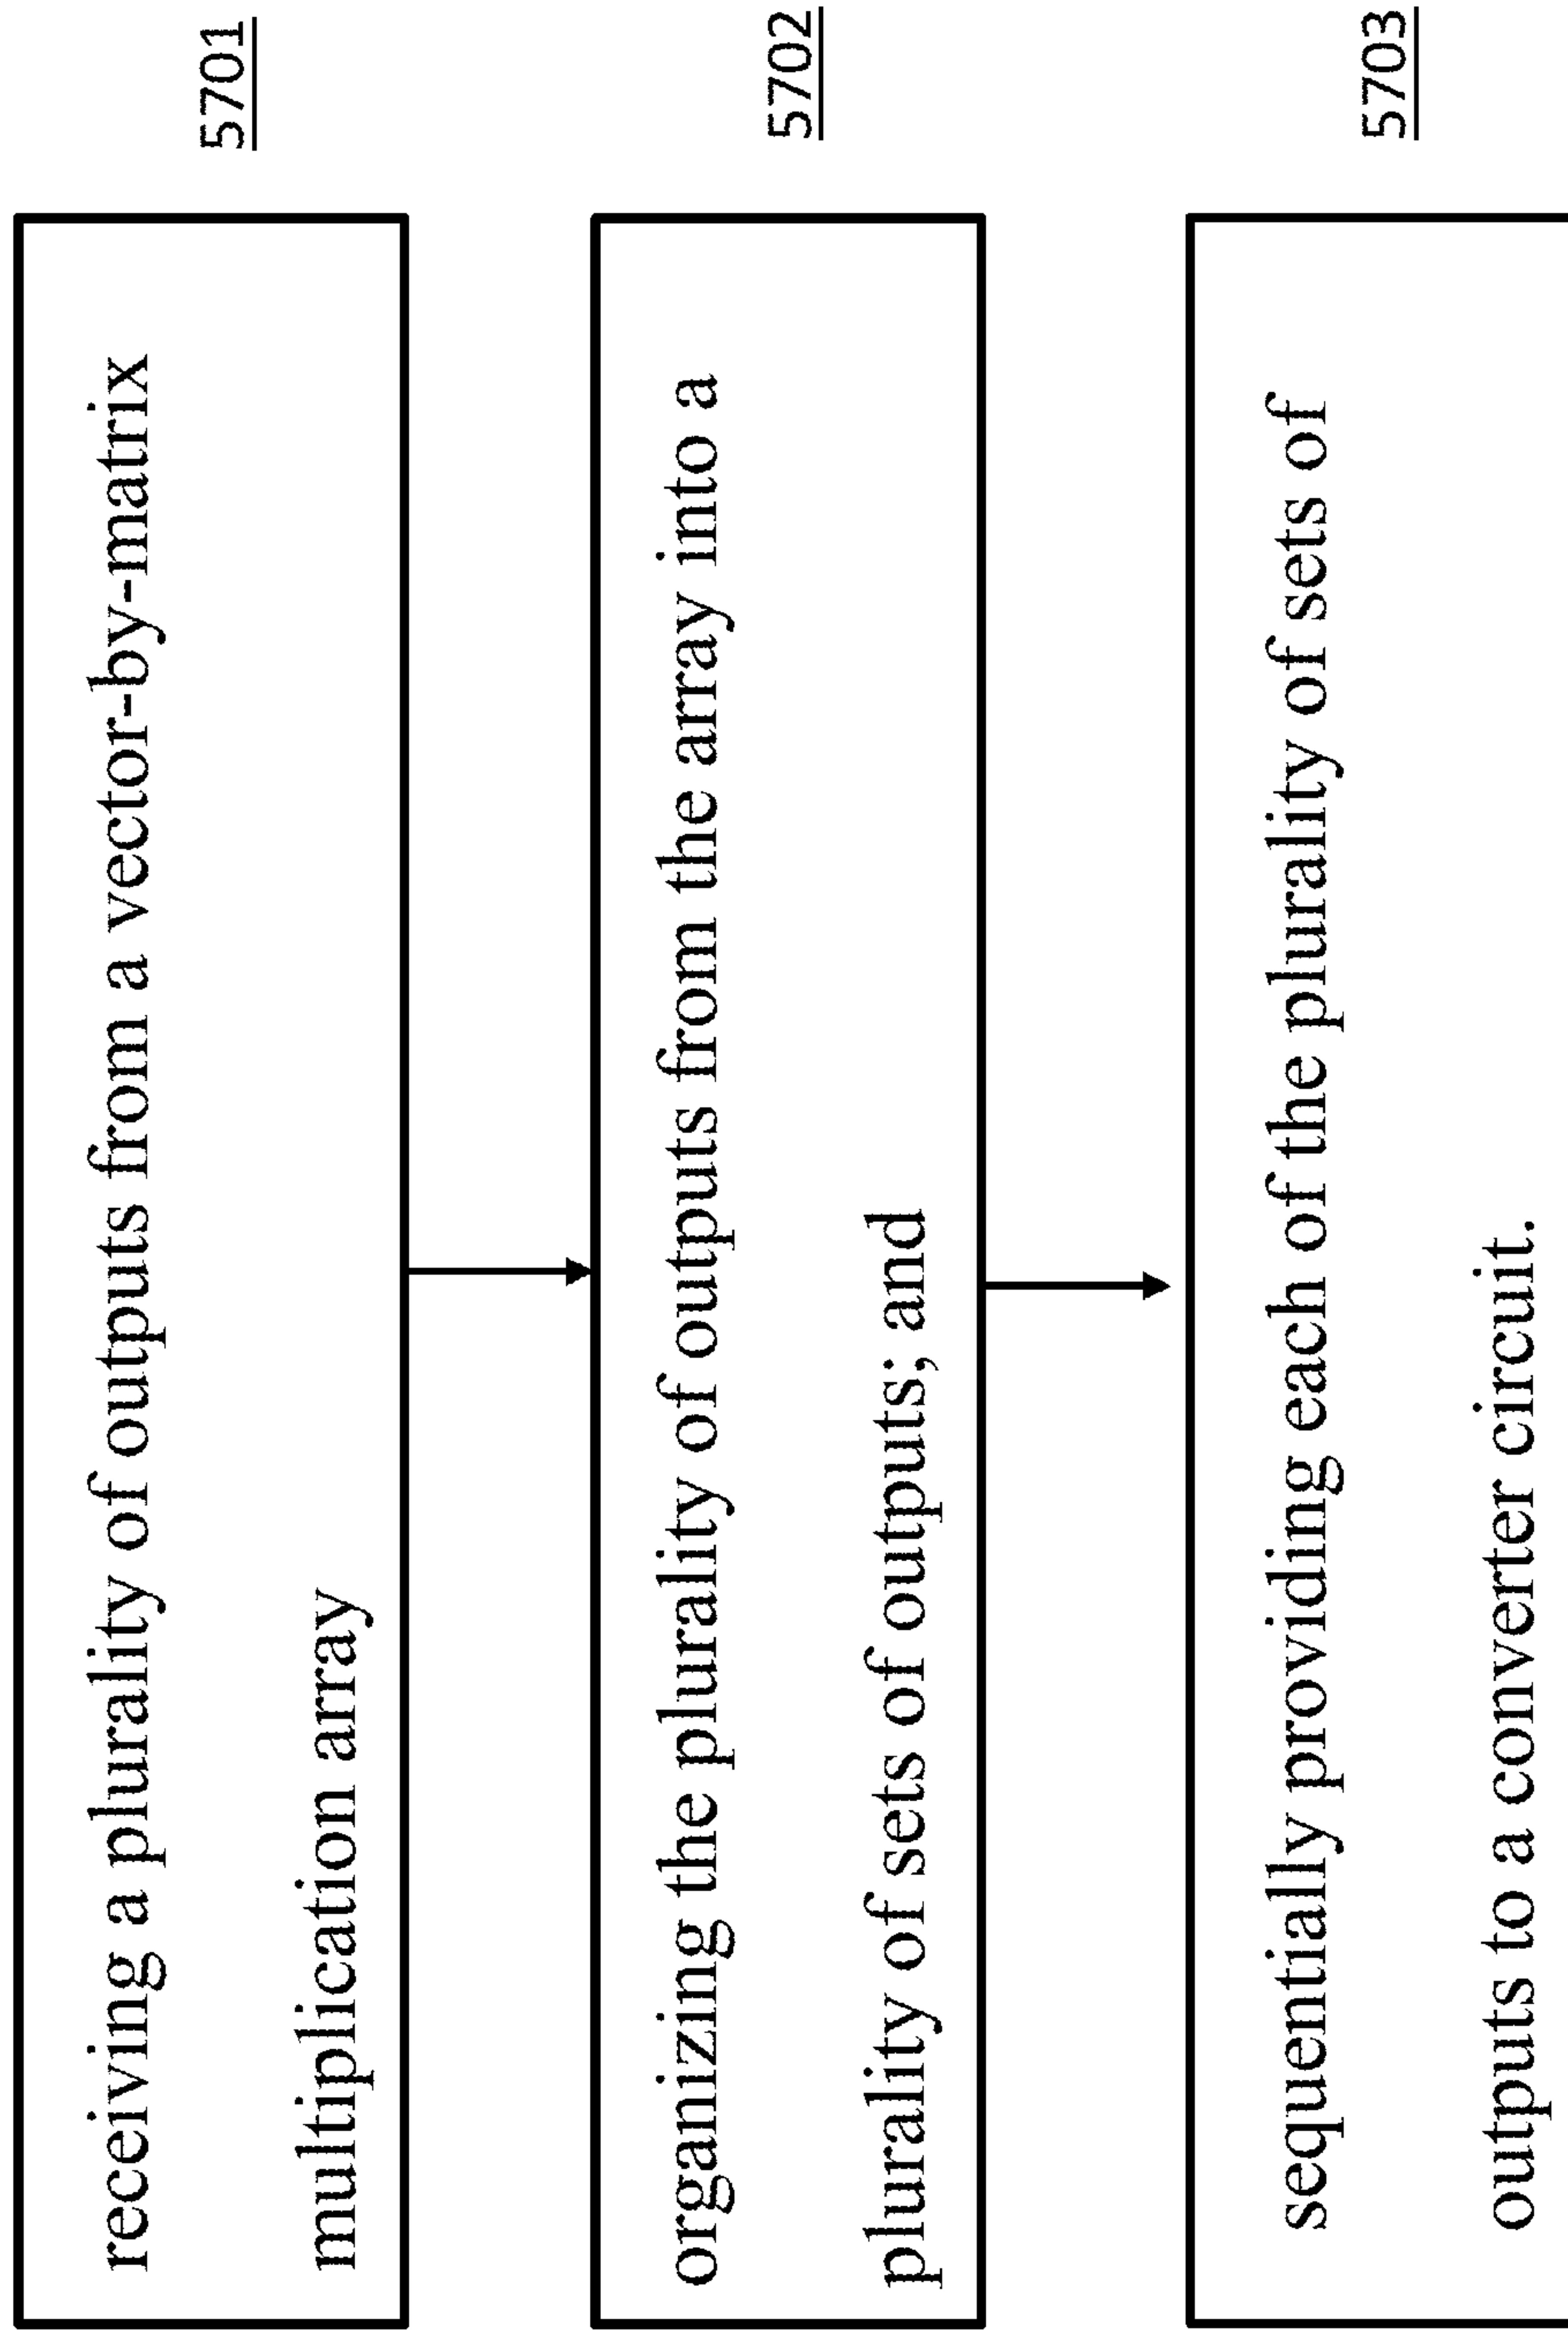 receiving a plurality of outputs from a vector-by-matrix
multiplication array
5701
organizing the plurality of outputs from the array into a
plurality of sets of outputs; and
5702
sequentially providing each of the plurality of sets of
outputs to a converter circuit.
5703